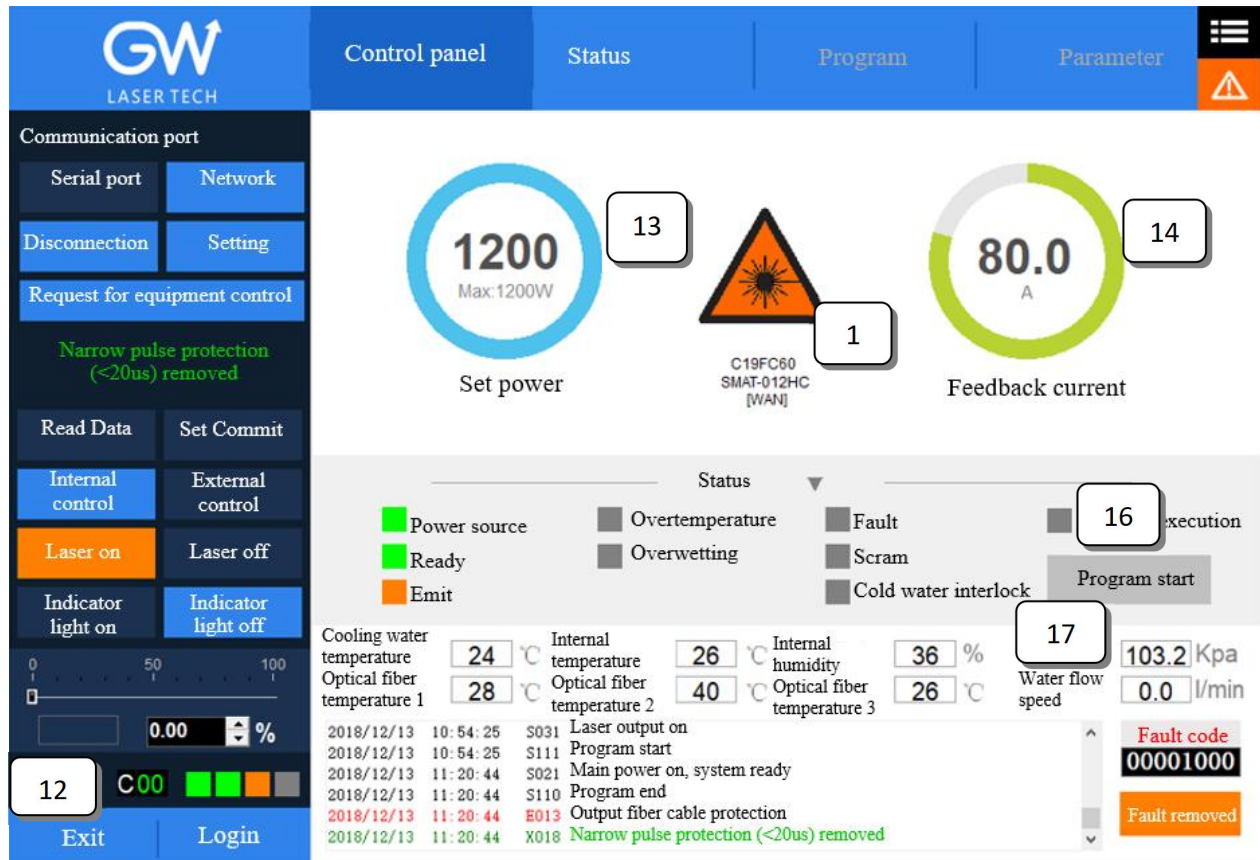 GW
LASER TECH
Control panel
Status
Program
Parameter
Communication port
Serial port
Network
Disconnection
Setting
Request for equipment control
Narrow pulse protection
(<20us) removed
Read Data
Set Commit
Internal
control
External
control
Laser on
Laser off
Indicator
light on
Indicator
light off
0 50 100
0.00 %
12
C00
Exit
Login
1200
Max:1200W
Set power
13
1
C19FC60
SMAT-012HC
[WAN]
80.0
A
Feedback current
14
Status
Power source
Ready
Emit
Overtemperature
Overwetting
Fault
Scram
Cold water interlock
16
execution
Program start
17
Cooling water
temperature
24 ℃
Internal
temperature
26 ℃
Internal
humidity
36 %
103.2 Kpa
Optical fiber
temperature 1
28 ℃
Optical fiber
temperature 2
40 ℃
Optical fiber
temperature 3
26 ℃
Water flow
speed
0.0 l/min
2018/12/13 10:54:25 S031 Laser output on
2018/12/13 10:54:25 S111 Program start
2018/12/13 11:20:44 S021 Main power on, system ready
2018/12/13 11:20:44 S110 Program end
2018/12/13 11:20:44 E013 Output fiber cable protection
2018/12/13 11:20:44 X018 Narrow pulse protection (<20us) removed
Fault code
00001000
Fault removed